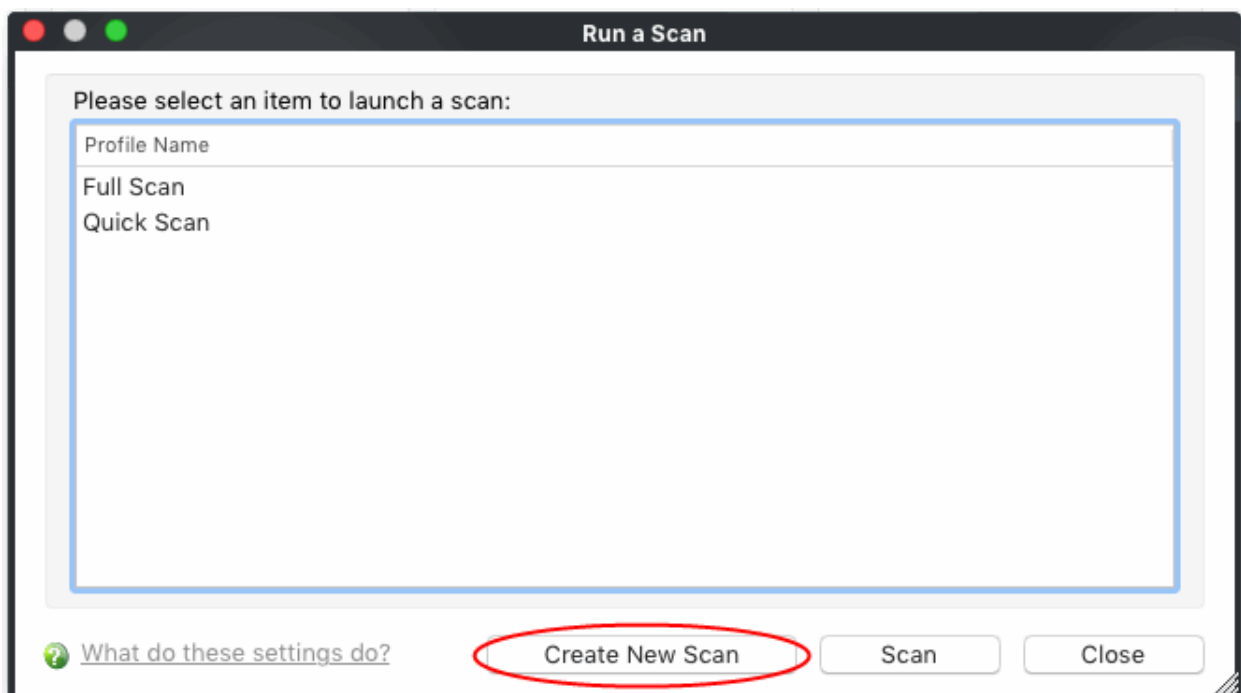 Run a Scan
Please select an item to launch a scan:
Profile Name
Full Scan
Quick Scan
What do these settings do?
Create New Scan
Scan
Close